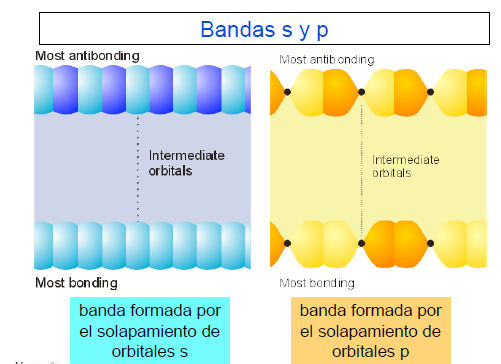 Bandas s y p
Most antibonding
Intermediate
orbitals
Most bonding
banda formada por
el solapamiento de
orbitales s
Most antibonding
Intermediate
orbitals
Most bonding
banda formada por
el solapamiento de
orbitales p